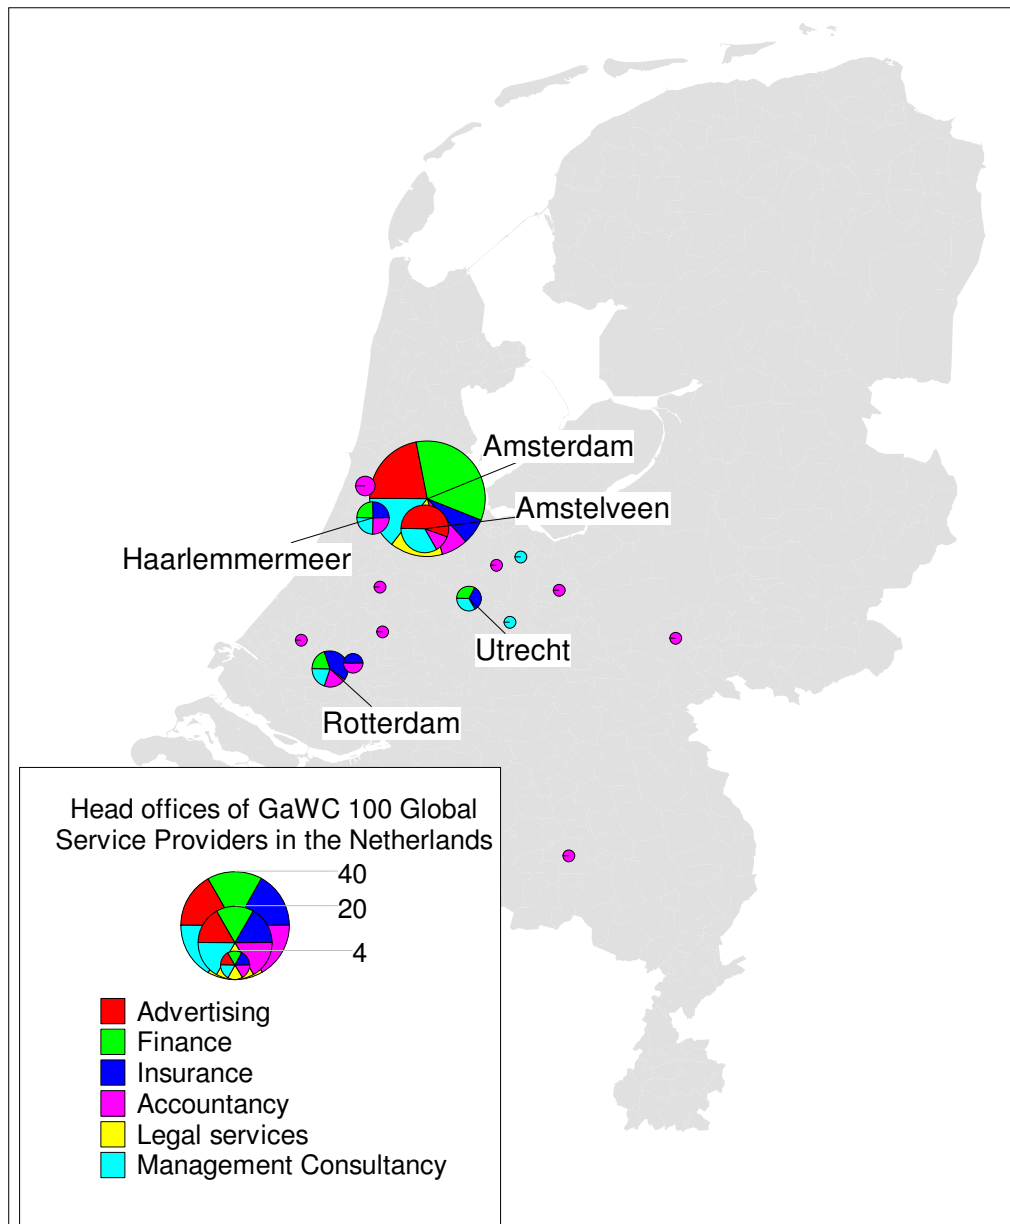 Amsterdam
Amstelveen
Haarlemmermeer
Utrecht
Rotterdam
Head offices of GaWC 100 Global
Service Providers in the Netherlands
40
20
4
Advertising
Finance
Insurance
Accountancy
Legal services
Management Consultancy